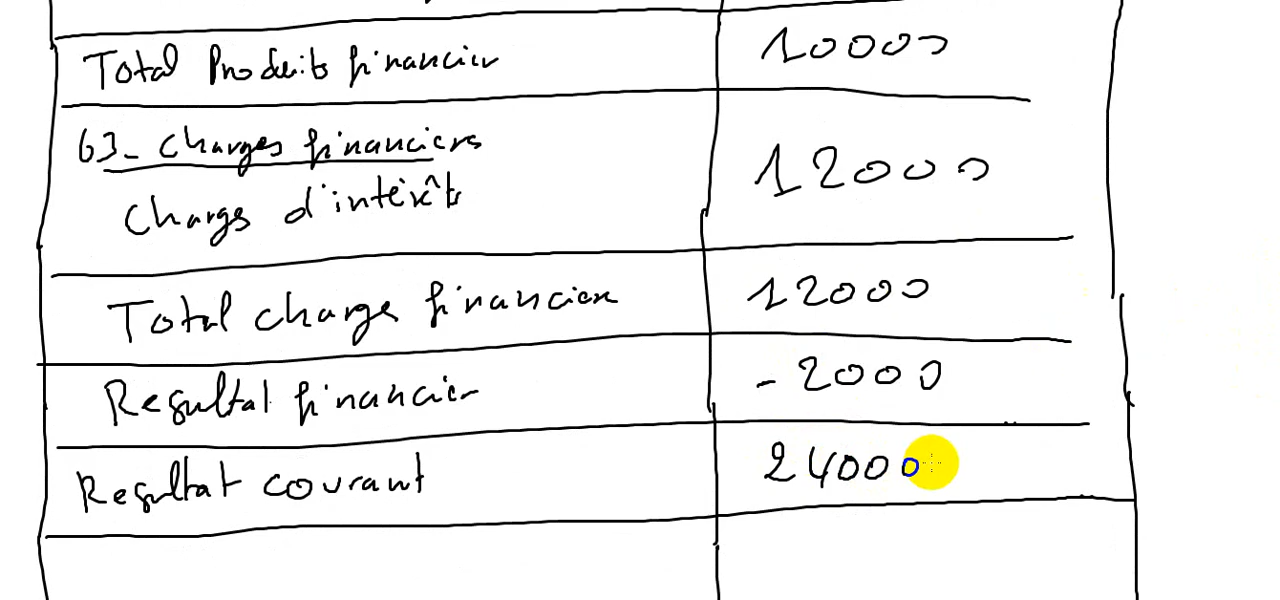 Total Produits financier 10000
63- Charges financiers
Charges d'intérêts 12000
Total charge financier 12000
Resultat financier -2000
Resultat courant 24000